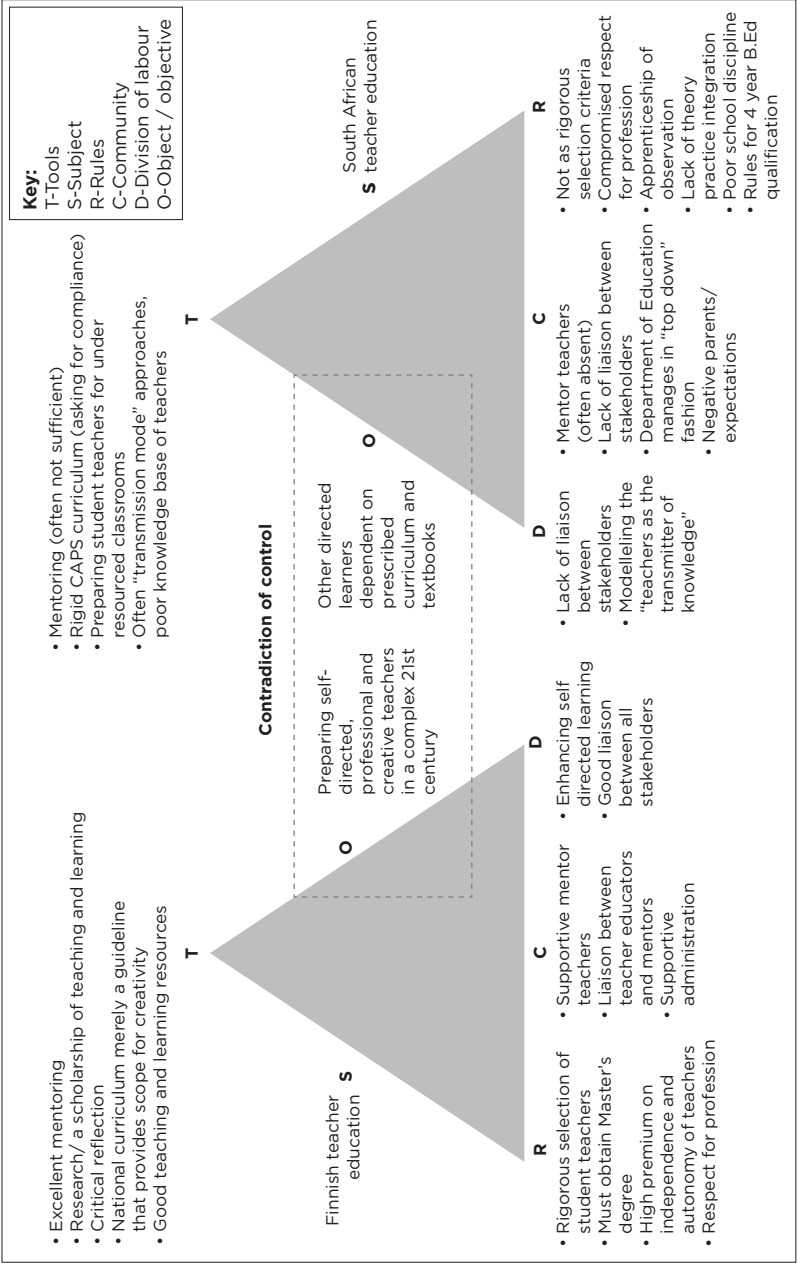 Key:
T-Tools
S-Subject
R-Rules
C-Community
D-Division of labour
O-Object / objective
• Excellent mentoring
• Research/ a scholarship of teaching and learning
• Critical reflection
• National curriculum merely a guideline
that provides scope for creativity
• Good teaching and learning resources
T
Finnish teacher
education
S
O
R
• Rigorous selection of
student teachers
• Must obtain Master's
degree
• High premium on
independence and
autonomy of teachers
• Respect for profession
C
• Supportive mentor
teachers
• Liaison between
teacher educators
and mentors
• Supportive
administration
D
• Enhancing self
directed learning
• Good liaison
between all
stakeholders
Contradiction of control
Preparing self-
directed,
professional and
creative teachers
in a complex 21st
century
Other directed
learners
dependent on
prescribed
curriculum and
textbooks
• Mentoring (often not sufficient)
• Rigid CAPS curriculum (asking for compliance)
• Preparing student teachers for under
resourced classrooms
• Often “transmission mode” approaches,
poor knowledge base of teachers
T
O
S
South African
teacher education
D
• Lack of liaison
between
stakeholders
• Modelleling the
“teachers as the
transmitter of
knowledge”
C
• Mentor teachers
(often absent)
• Lack of liaison between
stakeholders
• Department of Education
manages in “top down”
fashion
• Negative parents/
expectations
R
• Not as rigorous
selection criteria
• Compromised respect
for profession
• Apprenticeship of
observation
• Lack of theory
practice integration
• Poor school discipline
• Rules for 4 year B.Ed
qualification